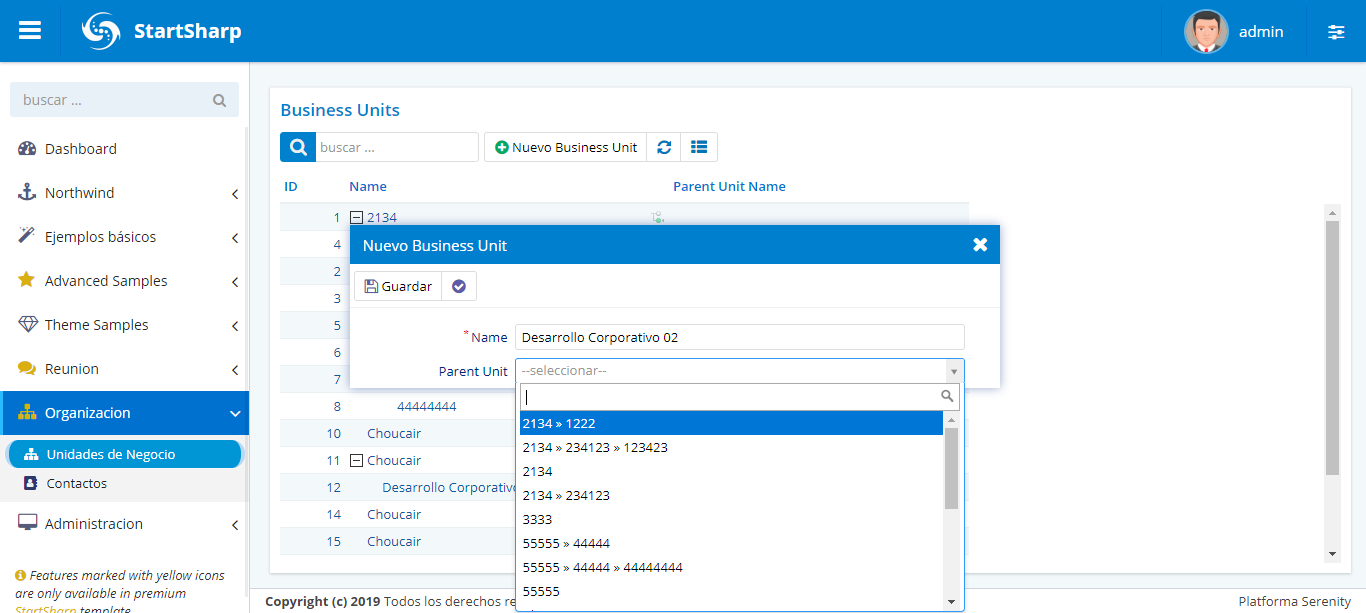 StartSharp
admin
buscar ...
Dashboard
Northwind
Ejemplos básicos
Advanced Samples
Theme Samples
Reunion
Organizacion
Unidades de Negocio
Contactos
Administracion
Features marked with yellow icons
are only available in premium
StartSharp template
Business Units
buscar ...
Nuevo Business Unit
ID Name Parent Unit Name
1 2134
4
2
3
5
6
7
8 44444444
10 Choucair
11 Choucair
12 Desarrollo Corporativo
14 Choucair
15 Choucair
Nuevo Business Unit
Guardar
* Name Desarrollo Corporativo 02
Parent Unit --seleccionar--
2134 » 1222
2134 » 234123 » 123423
2134
2134 » 234123
3333
55555 » 44444
55555 » 44444 » 44444444
55555
Copyright (c) 2019 Todos los derechos re
Platforma Serenity